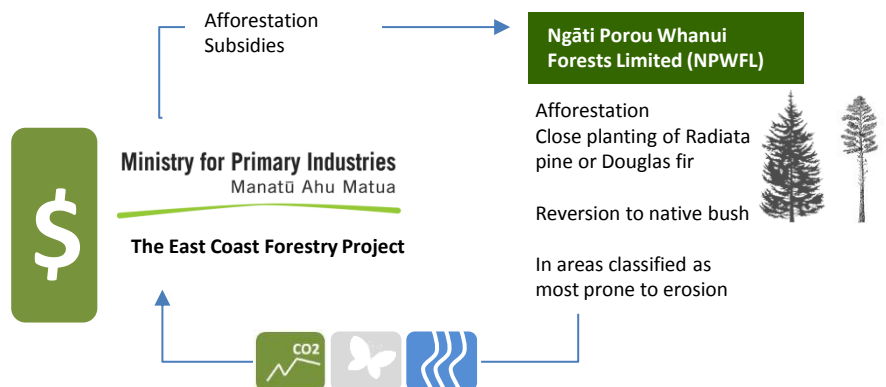 Afforestation
Subsidies
Ngāti Porou Whanui
Forests Limited (NPWFL)
Afforestation
Close planting of Radiata
pine or Douglas fir
Reversion to native bush
In areas classified as
most prone to erosion
$
Ministry for Primary Industries
Manatū Ahu Matua
The East Coast Forestry Project
CO2